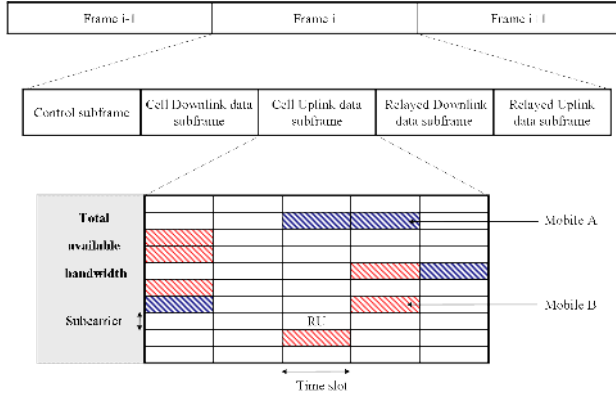 Frame i-1
Frame i
Frame i+1
Control subframe
Cell Downlink data
subframe
Cell Uplink data
subframe
Relayed Downlink
data subframe
Relayed Uplink
data subframe
Total
available
bandwidth
Mobile A
Mobile B
Subcarrier
RU
Time slot